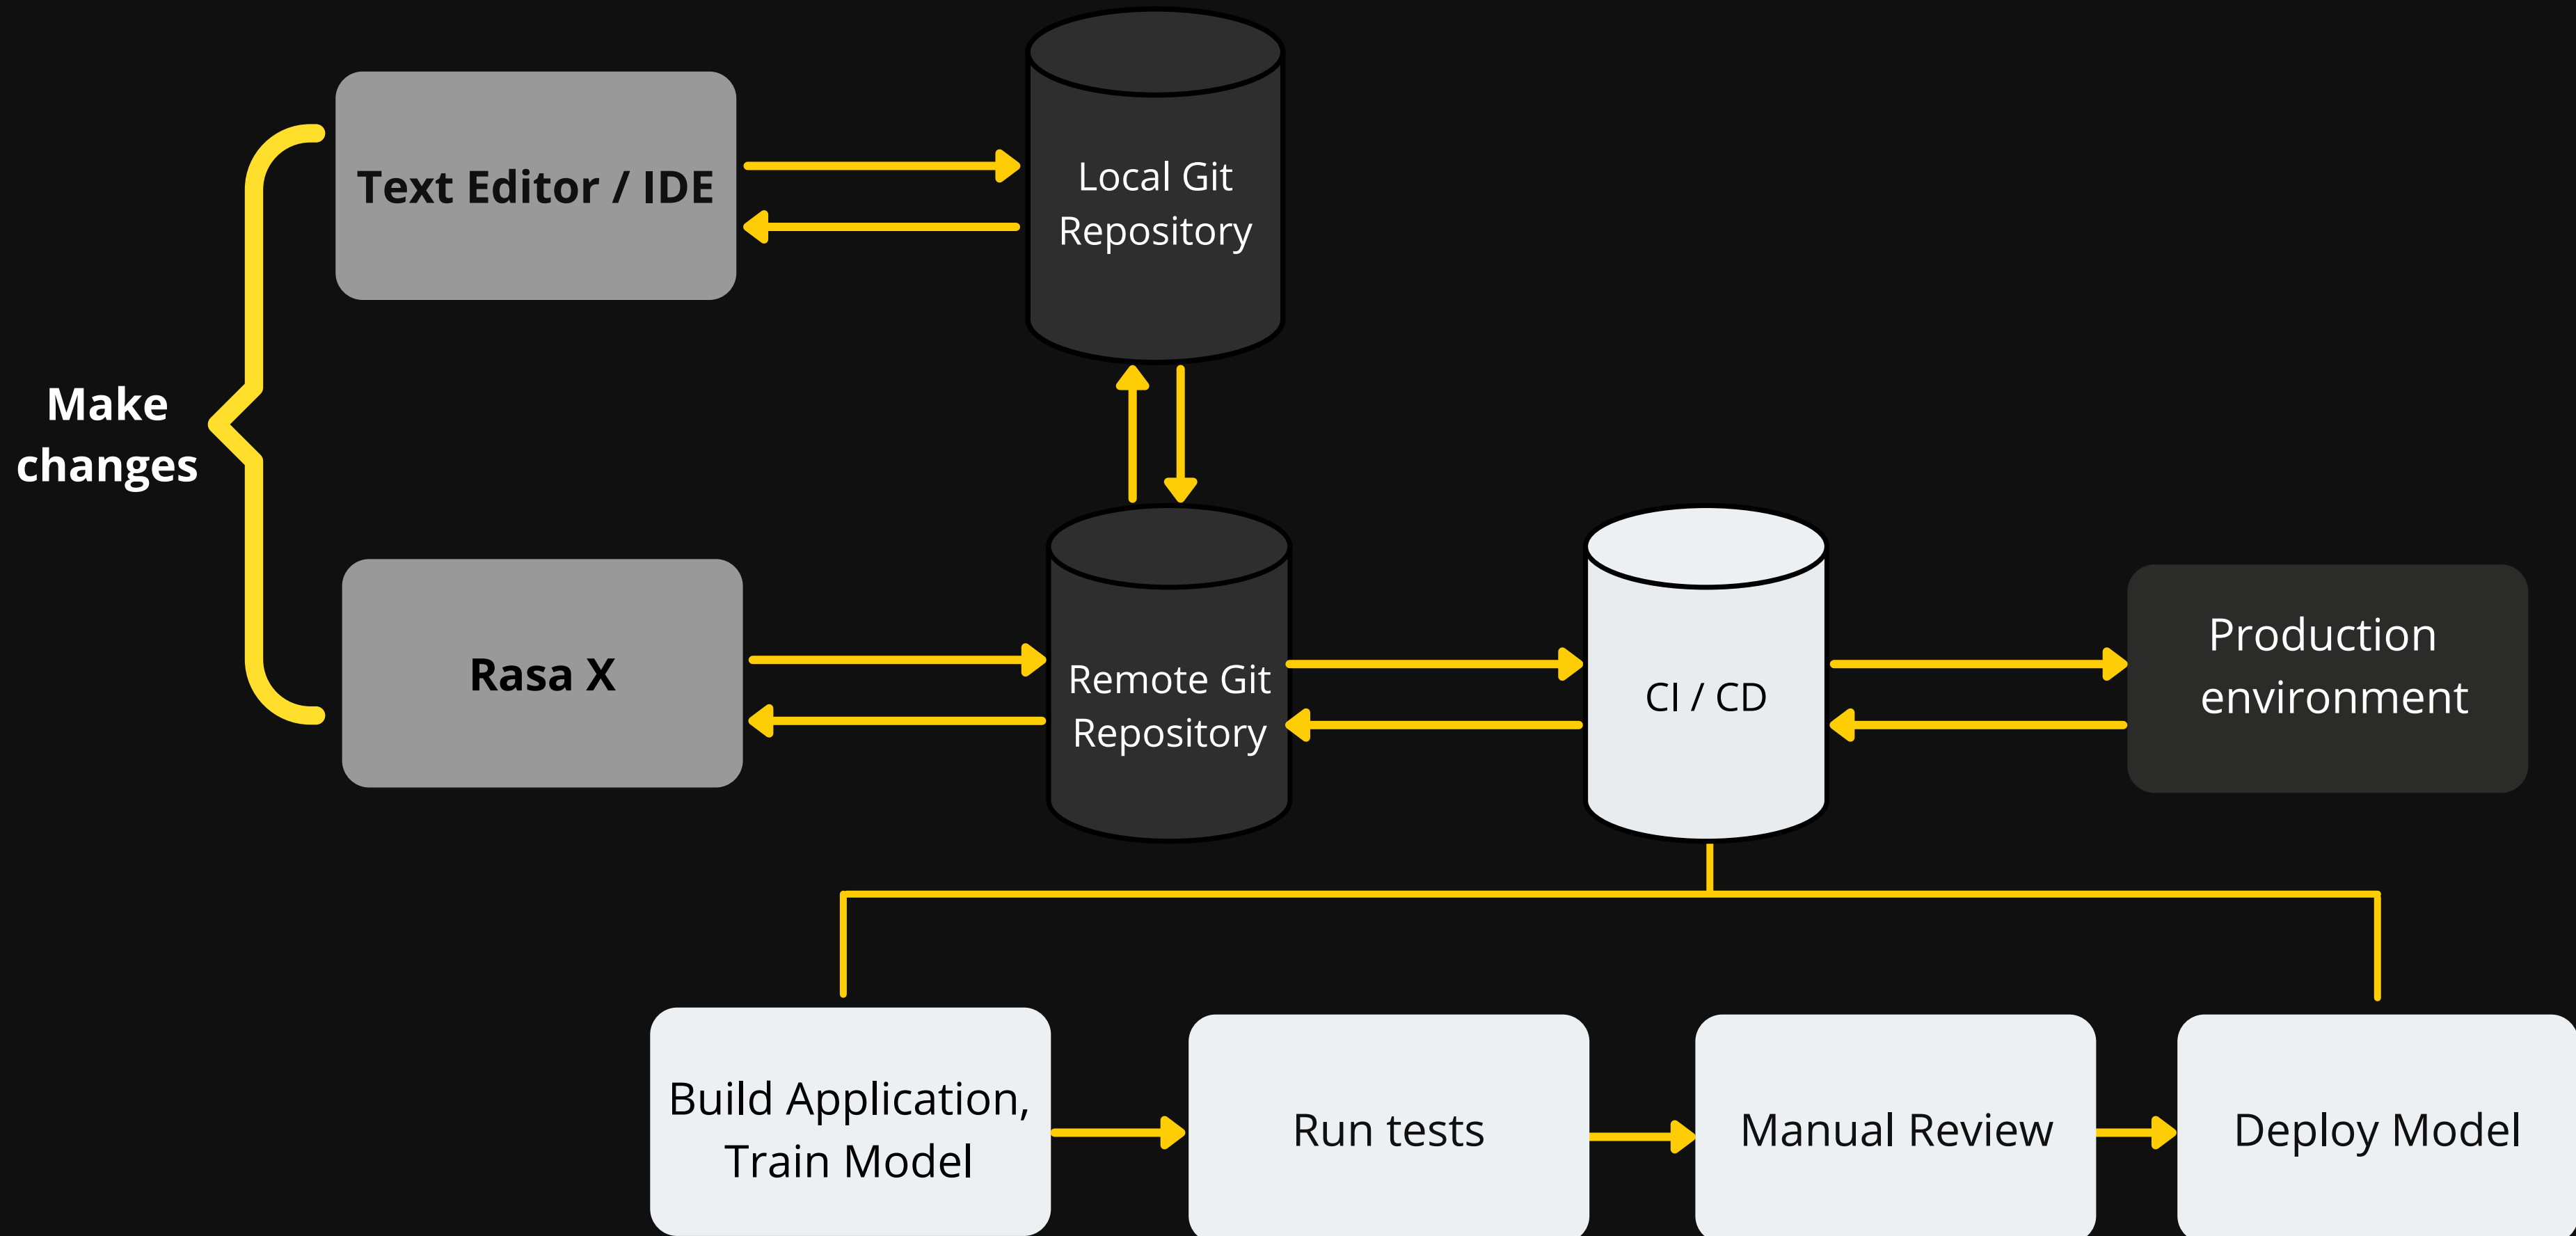 Make
changes
Text Editor / IDE
Local Git
Repository
Rasa X
Remote Git
Repository
CI / CD
Production
environment
Build Application,
Train Model
Run tests
Manual Review
Deploy Model